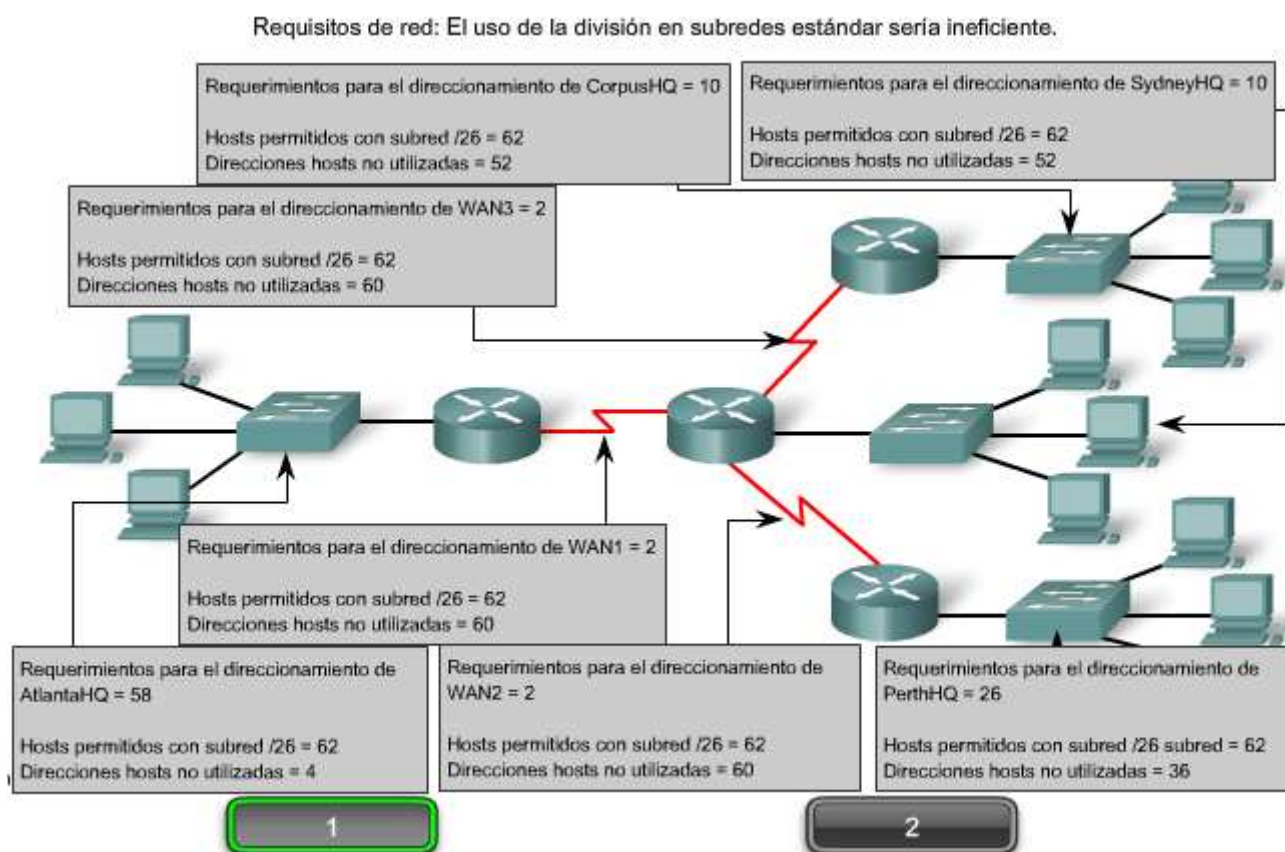 Requisitos de red: El uso de la división en subredes estándar sería ineficiente.
Requerimientos para el direccionamiento de CorpusHQ = 10
Hosts permitidos con subred /26 = 62
Direcciones hosts no utilizadas = 52
Requerimientos para el direccionamiento de SydneyHQ = 10
Hosts permitidos con subred /26 = 62
Direcciones hosts no utilizadas = 52
Requerimientos para el direccionamiento de WAN3 = 2
Hosts permitidos con subred /26 = 62
Direcciones hosts no utilizadas = 60
Requerimientos para el direccionamiento de WAN1 = 2
Hosts permitidos con subred /26 = 62
Direcciones hosts no utilizadas = 60
Requerimientos para el direccionamiento de
AtlantaHQ = 58
Hosts permitidos con subred /26 = 62
Direcciones hosts no utilizadas = 4
Requerimientos para el direccionamiento de
WAN2 = 2
Hosts permitidos con subred /26 = 62
Direcciones hosts no utilizadas = 60
Requerimientos para el direccionamiento de
PerthHQ = 26
Hosts permitidos con subred /26 subred = 62
Direcciones hosts no utilizadas = 36
1
2